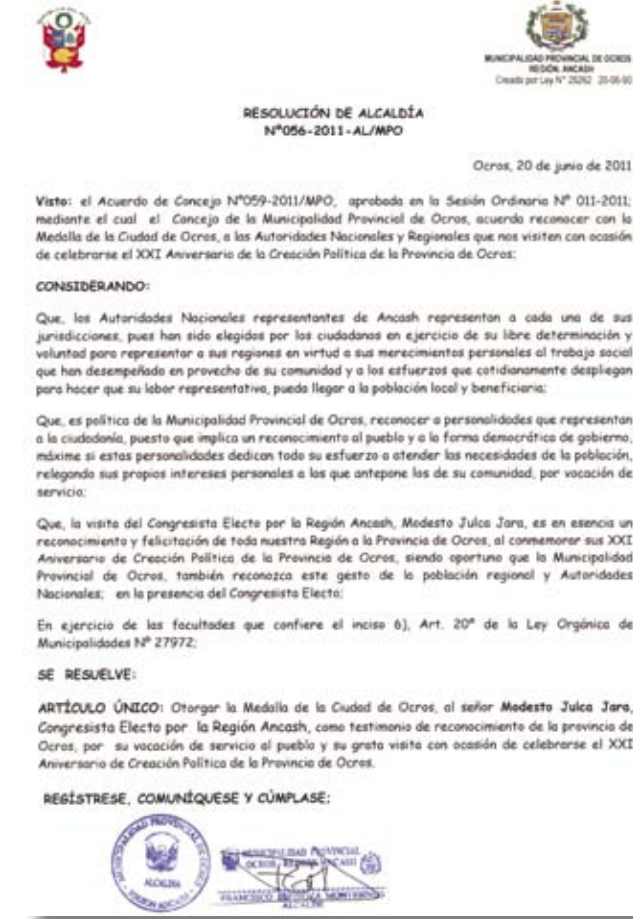 MUNICIPALIDAD PROVINCIAL DE OCROS
REGIÓN ANCASH
Creada por Ley N° 25262 20-06-90
RESOLUCIÓN DE ALCALDÍA
N°056-2011-AL/MPO
Ocros, 20 de junio de 2011
Visto: el Acuerdo de Concejo N°059-2011/MPO, aprobada en la Sesión Ordinaria N° 011-2011;
mediante el cual el Concejo de la Municipalidad Provincial de Ocros, acuerda reconocer con la
Medalla de la Ciudad de Ocros, a las Autoridades Nacionales y Regionales que nos visiten con ocasión
de celebrarse el XXI Aniversario de la Creación Política de la Provincia de Ocros;
CONSIDERANDO:
Que, los Autoridades Nacionales representantes de Ancash representan a cada una de sus
jurisdicciones, pues han sido elegidos por los ciudadanos en ejercicio de su libre determinación y
voluntad para representar a sus regiones en virtud a sus merecimientos personales al trabajo social
que han desempeñado en provecho de su comunidad y a los esfuerzos que cotidianamente despliegan
para hacer que su labor representativa, pueda llegar a la población local y beneficiaria;
Que, es política de la Municipalidad Provincial de Ocros, reconocer a personalidades que representan
a la ciudadanía, puesto que implica un reconocimiento al pueblo y a la forma democrática de gobierno,
máxime si estas personalidades dedican todo su esfuerzo a atender las necesidades de la población,
relegando sus propios intereses personales a los que antepone los de su comunidad, por vocación de
servicio;
Que, la visita del Congresista Electo por la Región Ancash, Modesto Julca Jara, es en esencia un
reconocimiento y felicitación de toda nuestra Región a la Provincia de Ocros, al conmemorar sus XXI
Aniversario de Creación Política de la Provincia de Ocros, siendo oportuno que la Municipalidad
Provincial de Ocros, también reconozca este gesto de la población regional y Autoridades
Nacionales; en la presencia del Congresista Electo;
En ejercicio de las facultades que confiere el inciso 6), Art. 20° de la Ley Orgánica de
Municipalidades N° 27972;
SE RESUELVE:
ARTÍCULO ÚNICO: Otorgar la Medalla de la Ciudad de Ocros, al señor Modesto Julca Jara,
Congresista Electo por la Región Ancash, como testimonio de reconocimiento de la provincia de
Ocros, por su vocación de servicio al pueblo y su grata visita con ocasión de celebrarse el XXI
Aniversario de Creación Política de la Provincia de Ocros.
REGÍSTRESE, COMUNÍQUESE Y CÚMPLASE;
MUNICIPALIDAD PROVINCIAL DE OCROS
ALCALDIA
REGIÓN ANCASH
MUNICIPALIDAD PROVINCIAL
OCROS - REGIÓN ANCASH
FRANCISCO
ALCALDE